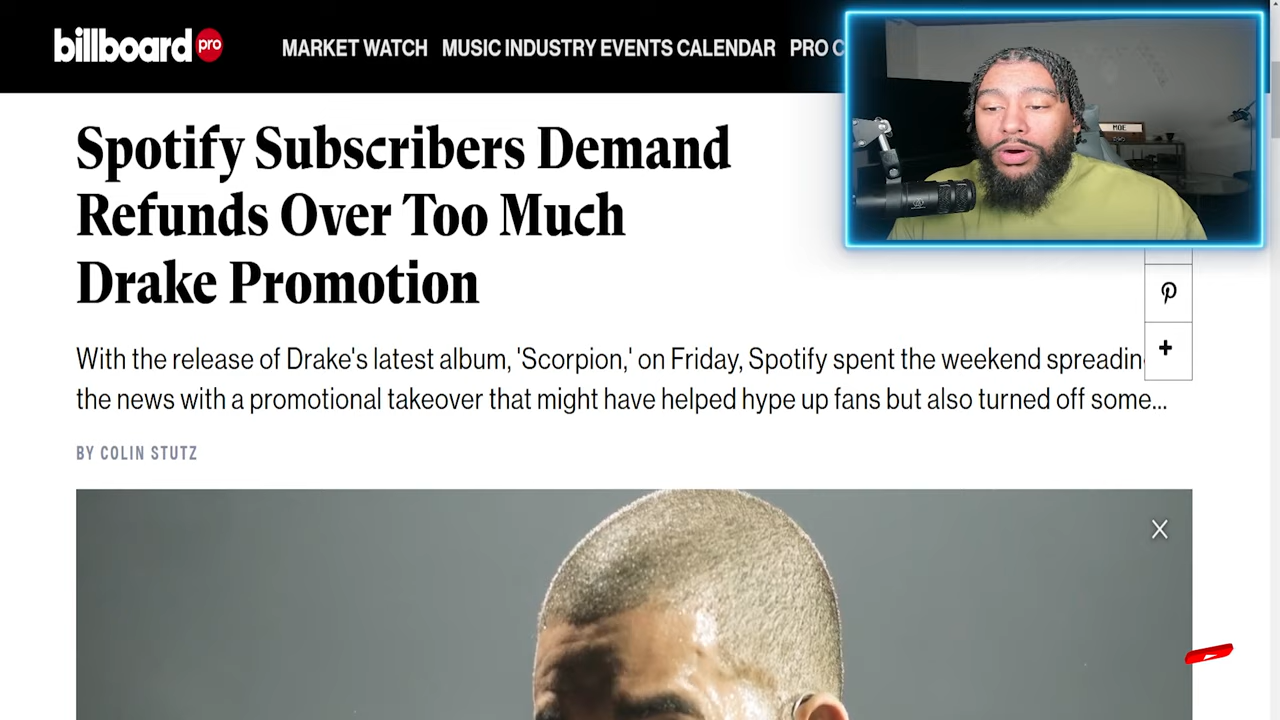 billboard pro
MARKET WATCH MUSIC INDUSTRY EVENTS CALENDAR PRO C
MOE
Spotify Subscribers Demand
Refunds Over Too Much
Drake Promotion
With the release of Drake's latest album, 'Scorpion,' on Friday, Spotify spent the weekend spreadin
the news with a promotional takeover that might have helped hype up fans but also turned off some...
BY COLIN STUTZ